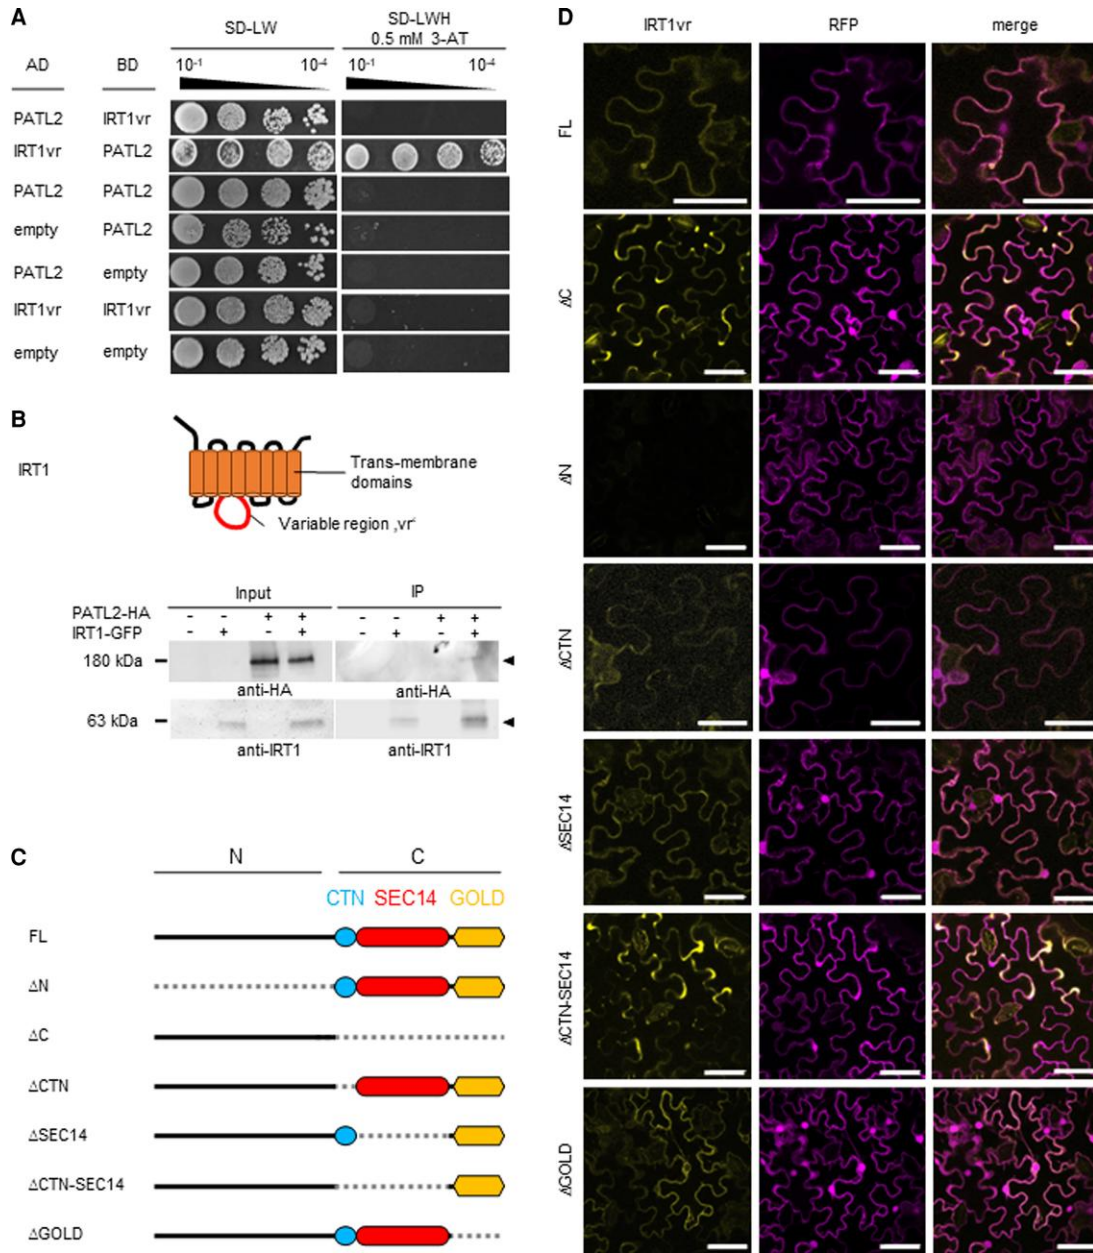 A
SD-LW
SD-LWH
0.5 mM 3-AT
AD BD 10-1 10-4 10-1 10-4
PATL2 IRT1vr
IRT1vr PATL2
PATL2 PATL2
empty PATL2
PATL2 empty
IRT1vr IRT1vr
empty empty
B
IRT1
Trans-membrane
domains
Variable region „vr“
Input IP
PATL2-HA - - + + - - + +
IRT1-GFP - + - + - + - +
180 kDa
anti-HA anti-HA
63 kDa
anti-IRT1 anti-IRT1
C
N C
CTN SEC14 GOLD
FL
ΔN
ΔC
ΔCTN
ΔSEC14
ΔCTN-SEC14
ΔGOLD
D
IRT1vr RFP merge
FL
ΔC
ΔN
ΔCTN
ΔSEC14
ΔCTN-SEC14
ΔGOLD